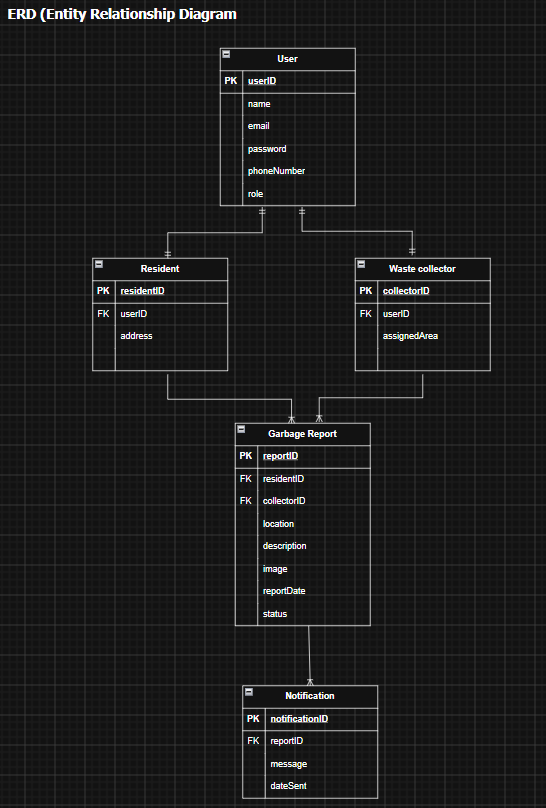 ERD (Entity Relationship Diagram
User
PK userID
name
email
password
phoneNumber
role
Resident
PK residentID
FK userID
address
Waste collector
PK collectorID
FK userID
assignedArea
Garbage Report
PK reportID
FK residentID
FK collectorID
location
description
image
reportDate
status
Notification
PK notificationID
FK reportID
message
dateSent